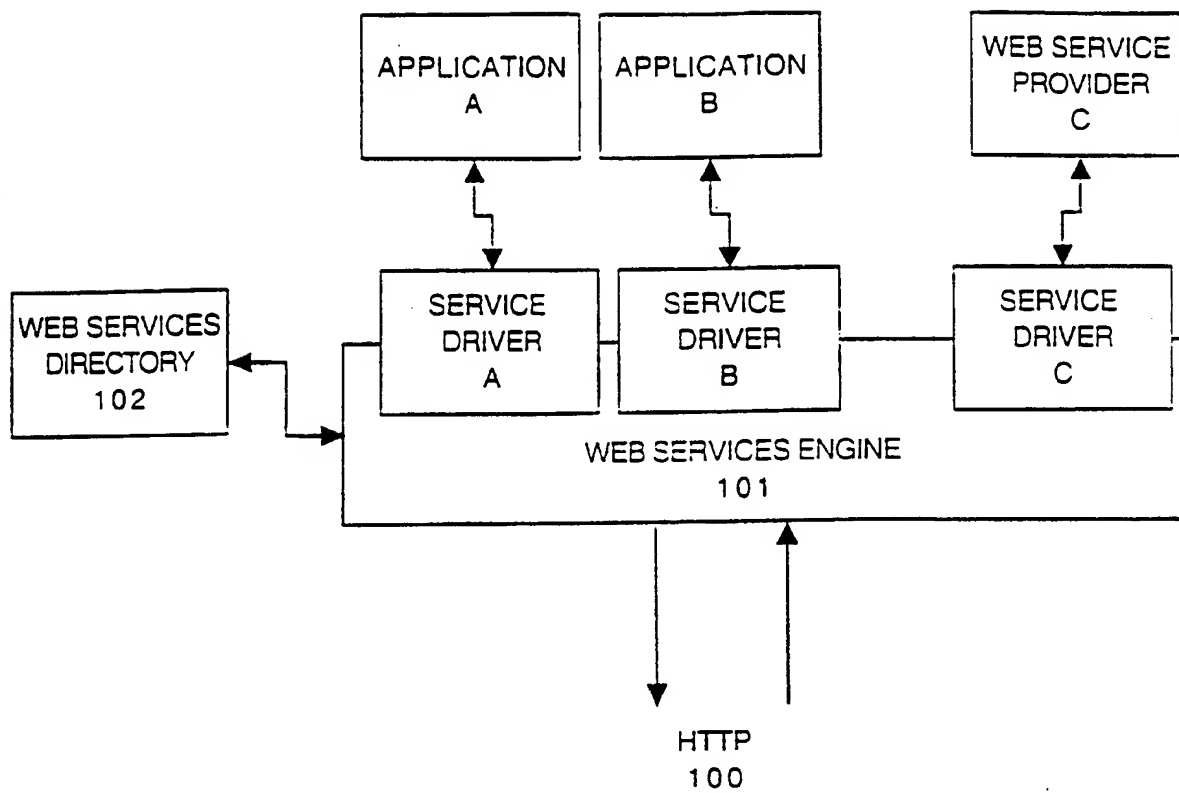 APPLICATION
A
APPLICATION
B
WEB SERVICE
PROVIDER
C
WEB SERVICES
DIRECTORY
102
SERVICE
DRIVER
A
SERVICE
DRIVER
B
SERVICE
DRIVER
C
WEB SERVICES ENGINE
101
HTTP
100